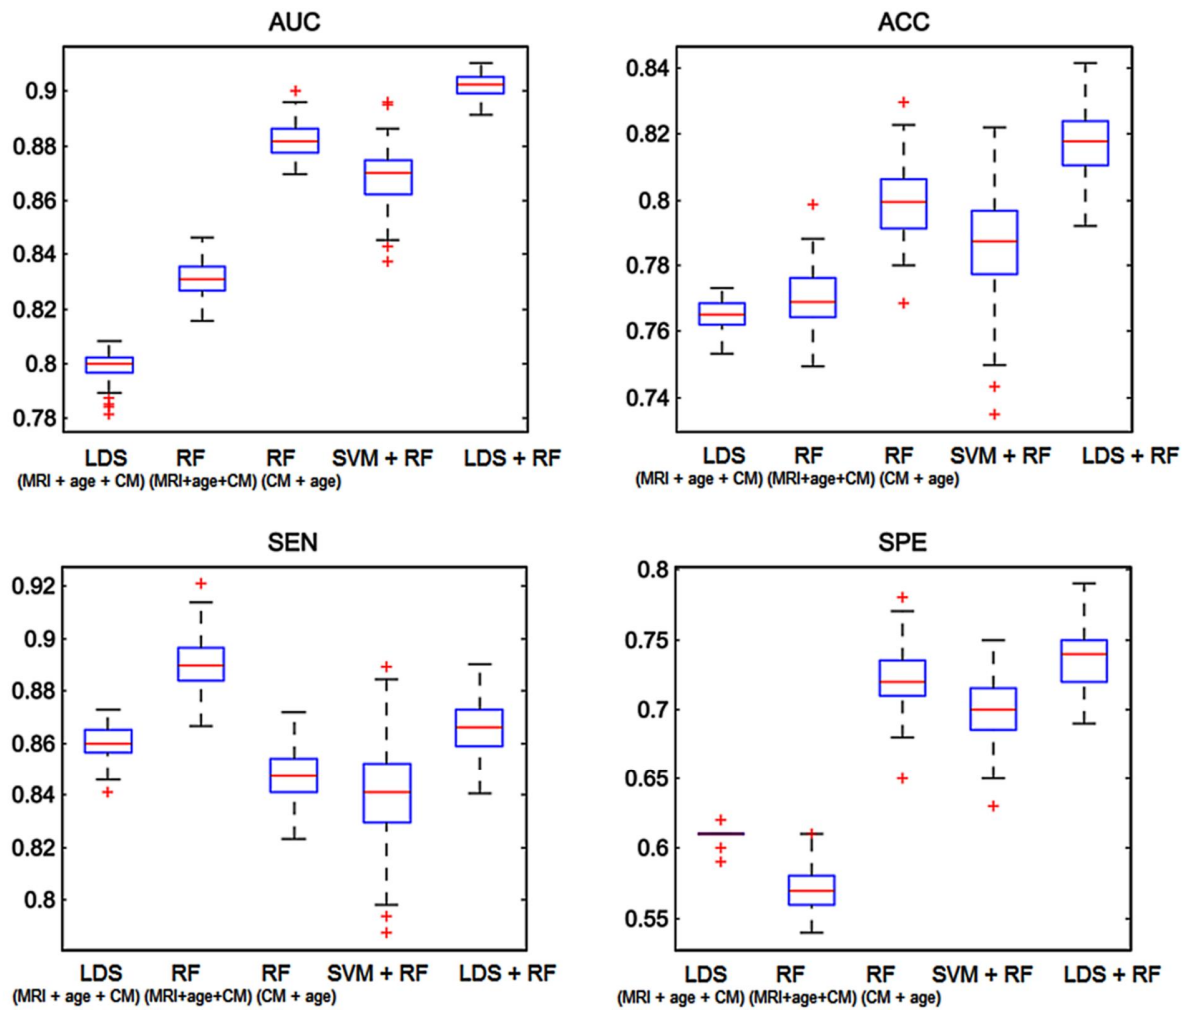 AUC
0.9
0.88
0.86
0.84
0.82
0.8
0.78
LDS RF RF SVM + RF LDS + RF
(MRI + age + CM) (MRI+age+CM) (CM + age)
ACC
0.84
0.82
0.8
0.78
0.76
0.74
LDS RF RF SVM + RF LDS + RF
(MRI + age + CM) (MRI+age+CM) (CM + age)
SEN
0.92
0.9
0.88
0.86
0.84
0.82
0.8
LDS RF RF SVM + RF LDS + RF
(MRI + age + CM) (MRI+age+CM) (CM + age)
SPE
0.8
0.75
0.7
0.65
0.6
0.55
LDS RF RF SVM + RF LDS + RF
(MRI + age + CM) (MRI+age+CM) (CM + age)